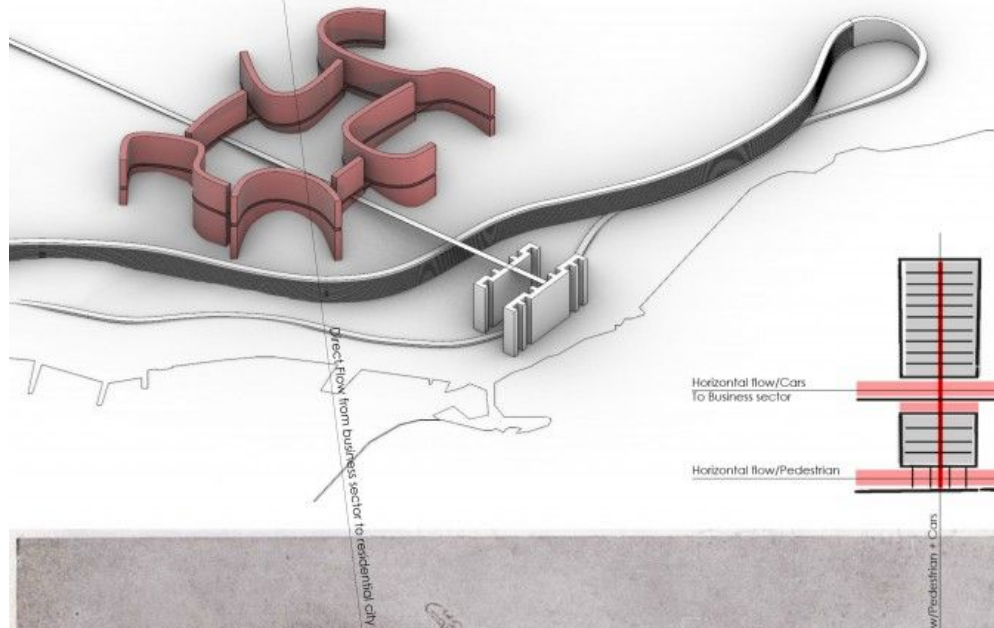 Direct Flow from business sector to residential city
Horizontal flow/Cars
To Business sector
Horizontal flow/Pedestrian
w/Pedestrian + Cars